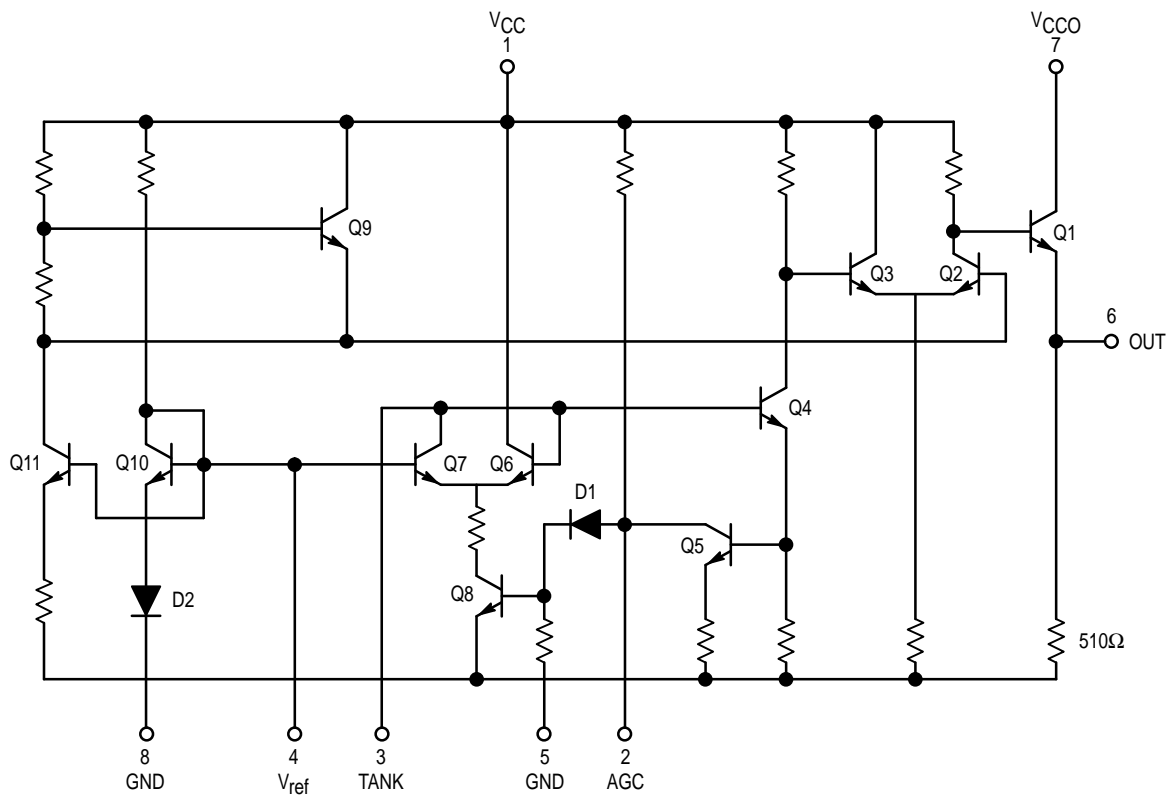 VCC
1
VCCO
7
Q9
Q1
Q3
Q2
6
OUT
Q4
Q11
Q10
Q7
Q6
D1
Q5
Q8
D2
510Ω
8
GND
4
Vref
3
TANK
5
GND
2
AGC